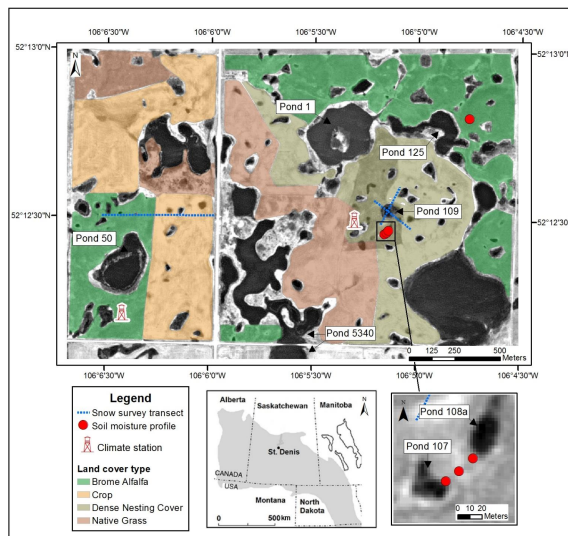 106°6'0"W 106°6'30"W 106°5'30"W 106°5'0"W 106°4'30"W
52°13'0"N 52°13'0"N
N
Pond 1
Pond 125
52°12'30"N 52°12'30"N
Pond 109
Pond 50
Pond 5340
0 125 250 500
Meters
106°6'30"W 106°6'0"W 106°5'30"W 106°5'0"W 106°4'30"W
Legend
Snow survey transect
Soil moisture profile
Climate station
Land cover type
Brome Alfalfa
Crop
Dense Nesting Cover
Native Grass
Alberta
Saskatchewan
Manitoba
N
St. Denis
CANADA
USA
Montana
North
Dakota
0 500km
N
Pond 108a
Pond 107
0 10 20
Meters